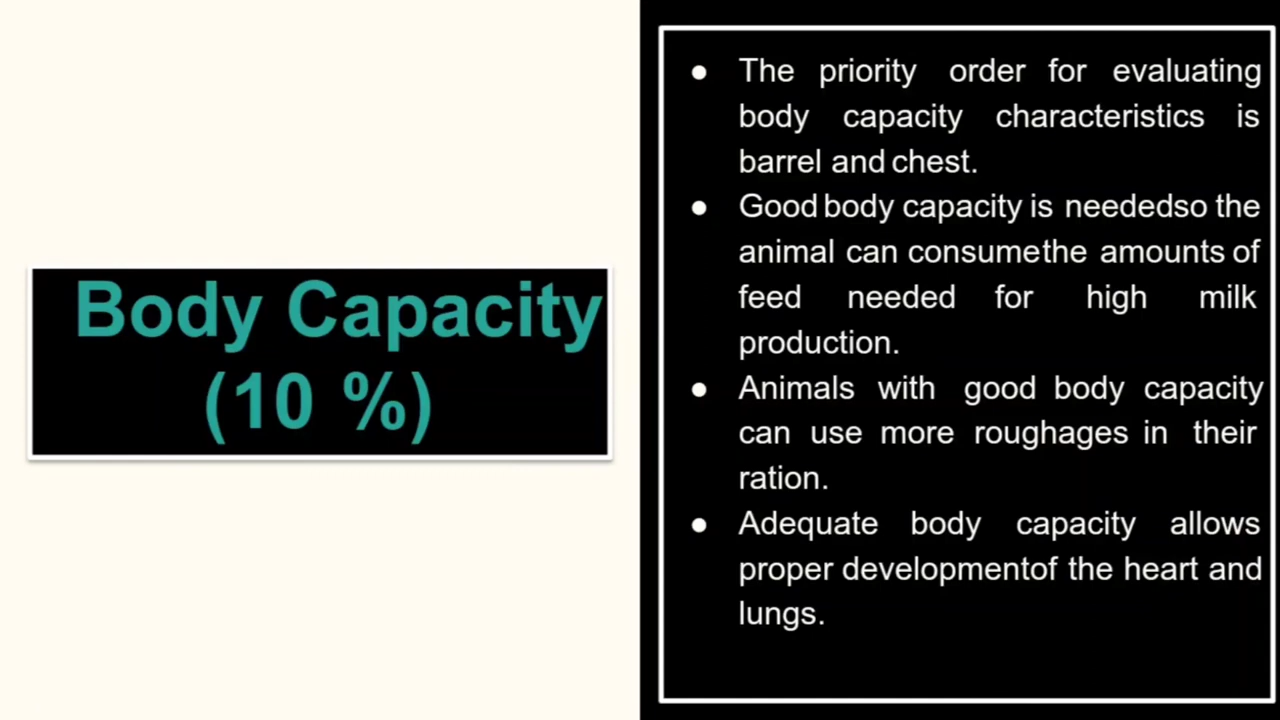 Body Capacity
(10 %)
● The priority order for evaluating
body capacity characteristics is
barrel and chest.
● Good body capacity is neededso the
animal can consumethe amounts of
feed needed for high milk
production.
● Animals with good body capacity
can use more roughages in their
ration.
● Adequate body capacity allows
proper developmentof the heart and
lungs.